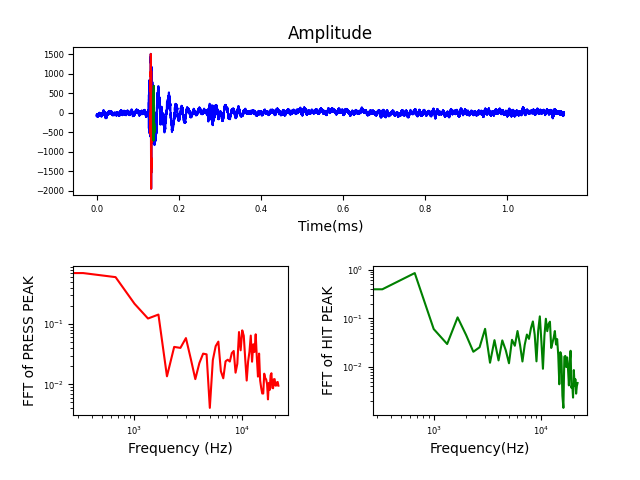 Amplitude
1500
1000
500
0
−500
−1000
−1500
−2000
0.0 0.2 0.4 0.6 0.8 1.0
Time(ms)
FFT of PRESS PEAK
10⁻¹
10⁻²
10³ 10⁴
Frequency (Hz)
FFT of HIT PEAK
10⁰
10⁻¹
10⁻²
10³ 10⁴
Frequency(Hz)